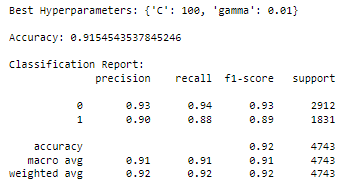 Best Hyperparameters: {'C': 100, 'gamma': 0.01}
Accuracy: 0.9154543537845246
Classification Report:
precision recall f1-score support
0 0.93 0.94 0.93 2912
1 0.90 0.88 0.89 1831
accuracy 0.92 4743
macro avg 0.91 0.91 0.91 4743
weighted avg 0.92 0.92 0.92 4743